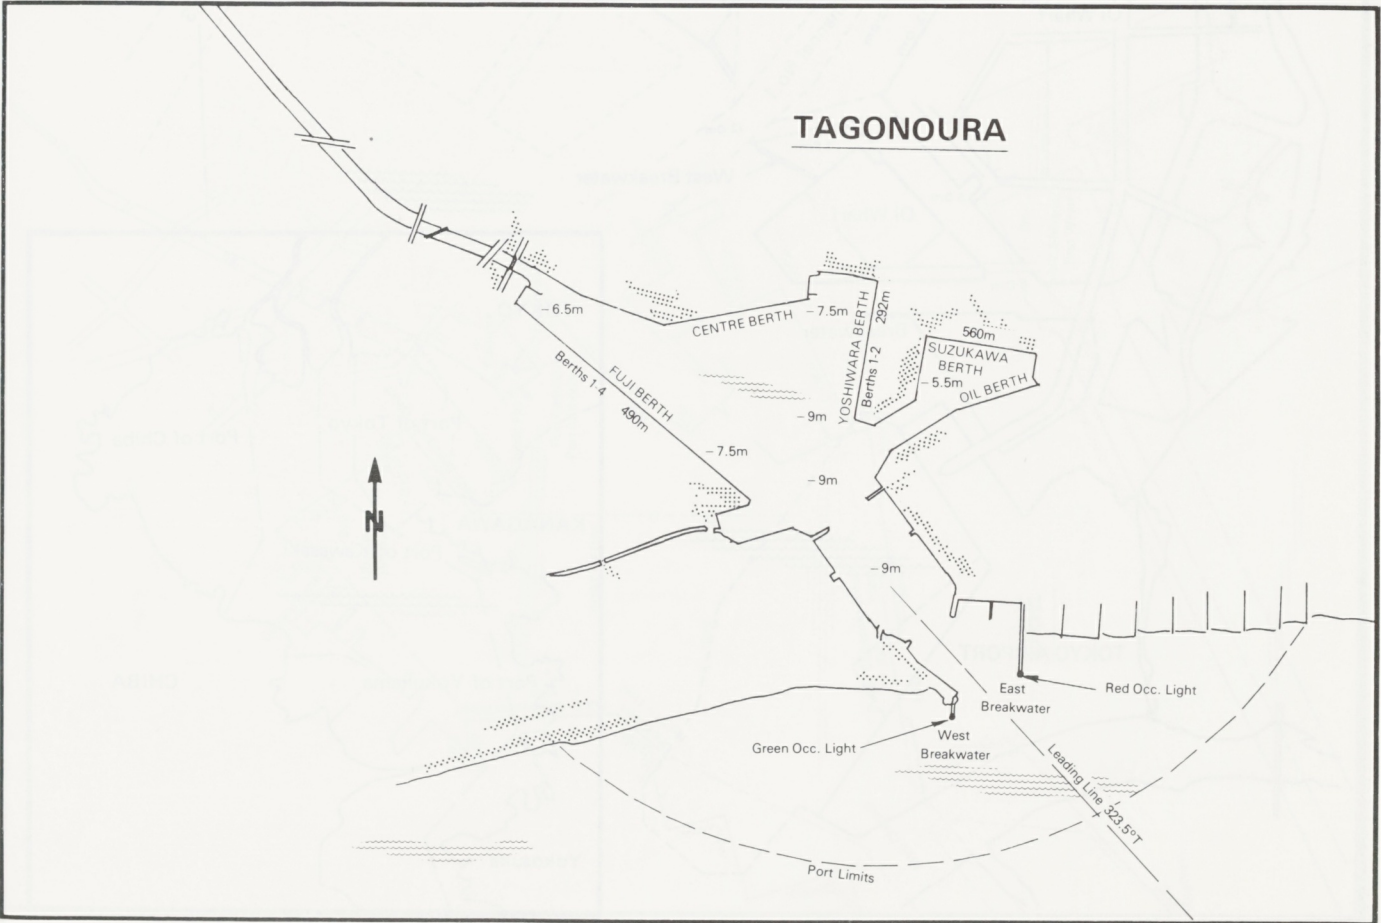 TAGONOURA
– 6.5m
CENTRE BERTH
– 7.5m
YOSHIWARA BERTH
Berths 1-2 292m
560m
SUZUKAWA
BERTH
– 5.5m
OIL BERTH
FUJI BERTH
Berths 1-4 490m
– 9m
– 7.5m
– 9m
N
– 9m
East
Breakwater
Red Occ. Light
Green Occ. Light
West
Breakwater
Leading Line 323.5°T
Port Limits